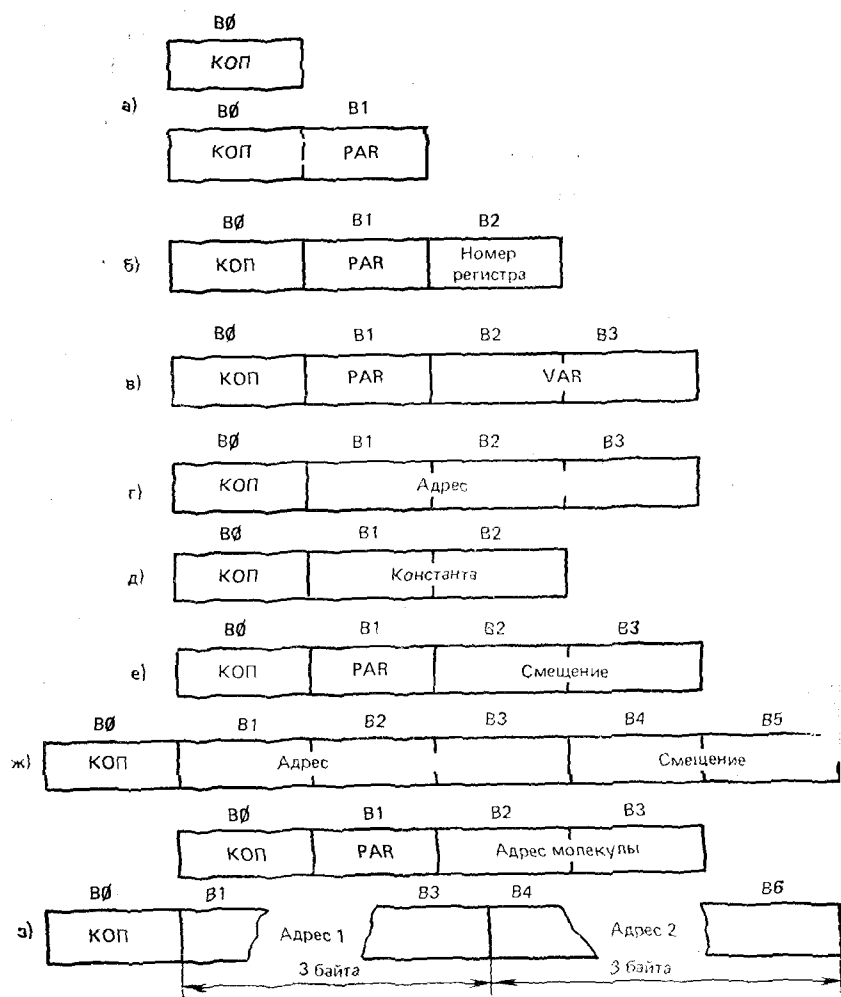 BØ
КОП
а)
BØ B1
КОП PAR
BØ B1 B2
б) КОП PAR Номер регистра
BØ B1 B2 B3
в) КОП PAR VAR
BØ B1 B2 B3
г) КОП Адрес
BØ B1 B2
д) КОП Константа
BØ B1 B2 B3
е) КОП PAR Смещение
BØ B1 B2 B3 B4 B5
ж) КОП Адрес Смещение
BØ B1 B2 B3
КОП PAR Адрес молекулы
BØ B1 B3 B4 B6
з) КОП Адрес 1 Адрес 2
3 байта 3 байта